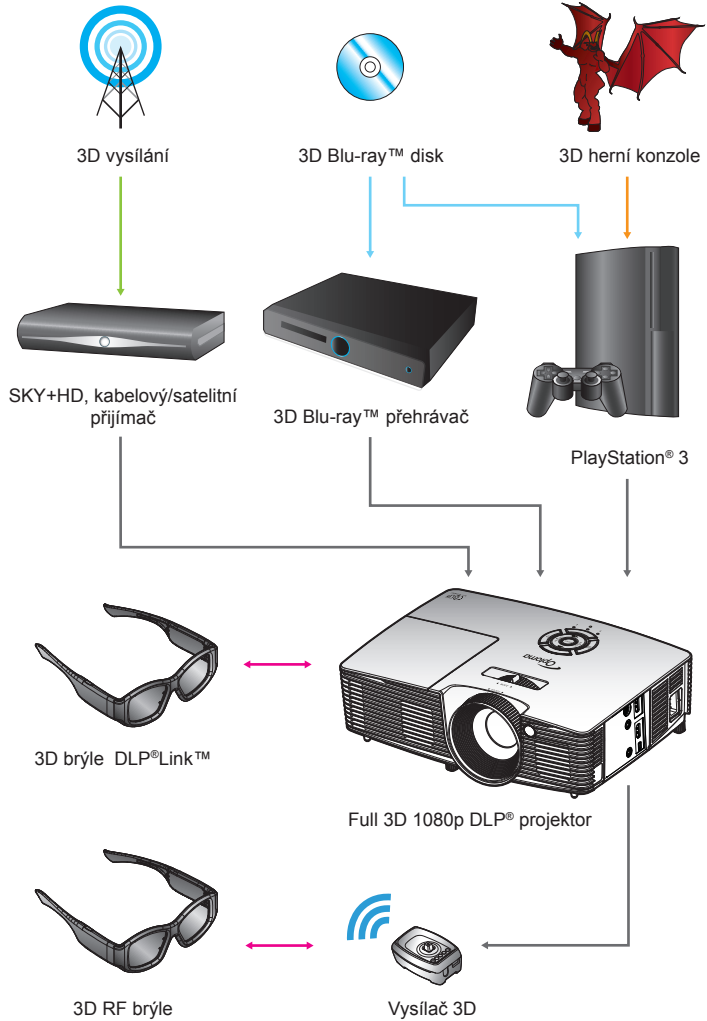 3D vysílání
3D Blu-ray™ disk
3D herní konzole
SKY+HD, kabelový/satelitní
přijímač
3D Blu-ray™ přehrávač
PlayStation® 3
Optoma
3D brýle DLP®Link™
Full 3D 1080p DLP® projektor
3D RF brýle
Vysílač 3D